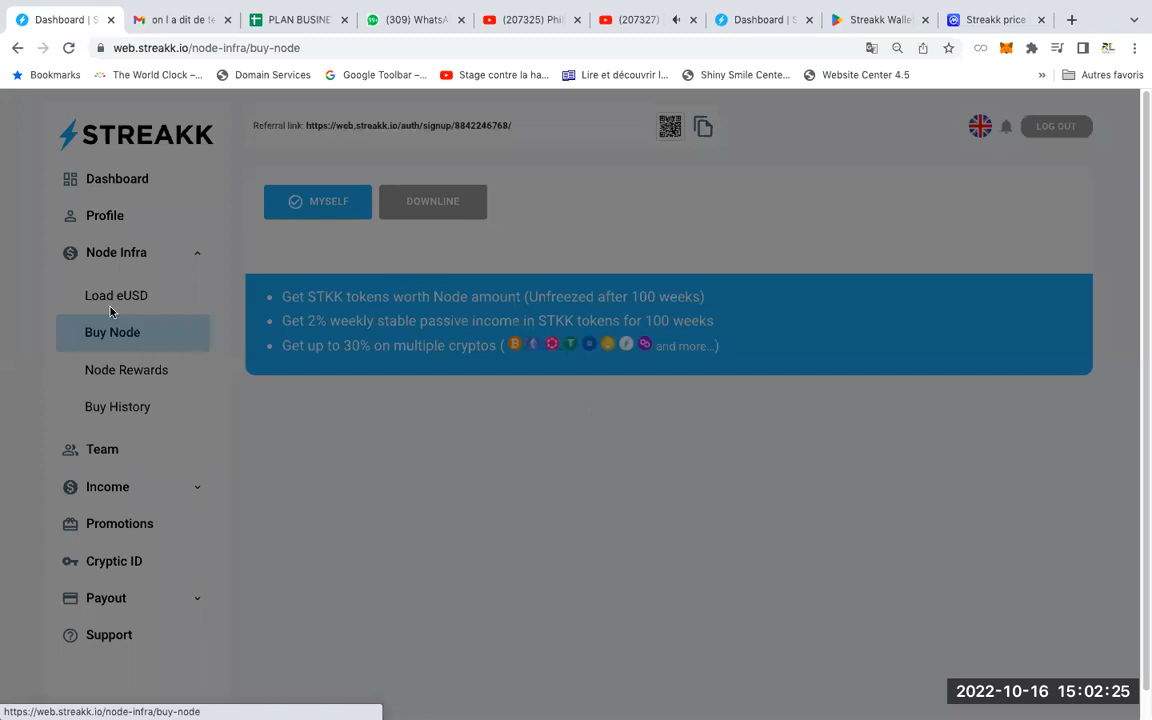 Dashboard | S
on l a dit de te
PLAN BUSINE
(309) WhatsA
(207325) Phi
(207327)
Dashboard | S
Streakk Walle
Streakk price
web.streakk.io/node-infra/buy-node
Bookmarks
The World Clock –...
Domain Services
Google Toolbar –...
Stage contre la ha...
Lire et découvrir l...
Shiny Smile Cente...
Website Center 4.5
»
Autres favoris
STREAKK
Referral link: https://web.streakk.io/auth/signup/8842246768/
LOG OUT
Dashboard
Profile
Node Infra
Load eUSD
Buy Node
Node Rewards
Buy History
Team
Income
Promotions
Cryptic ID
Payout
Support
MYSELF
DOWNLINE
• Get STKK tokens worth Node amount (Unfreezed after 100 weeks)
• Get 2% weekly stable passive income in STKK tokens for 100 weeks
• Get up to 30% on multiple cryptos ( and more...)
2022-10-16 15:02:25
https://web.streakk.io/node-infra/buy-node